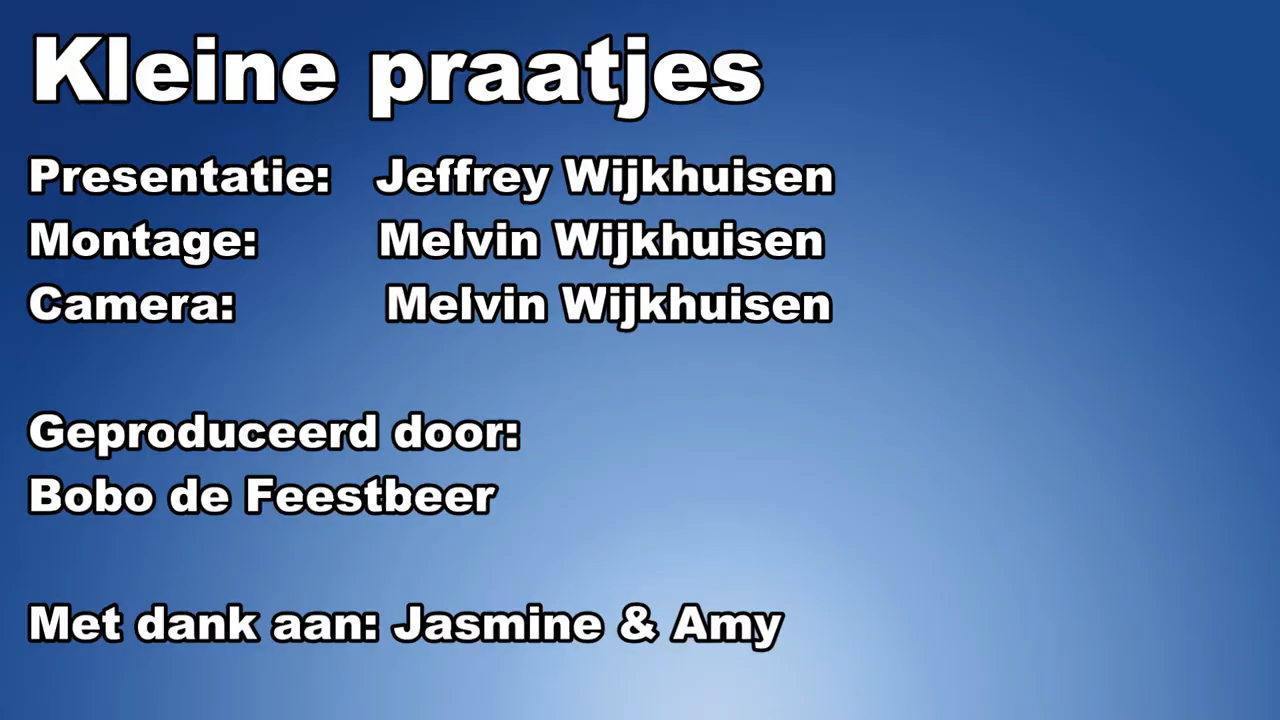 Kleine praatjes
Presentatie: Jeffrey Wijkhuisen
Montage: Melvin Wijkhuisen
Camera: Melvin Wijkhuisen
Geproduceerd door:
Bobo de Feestbeer
Met dank aan: Jasmine & Amy